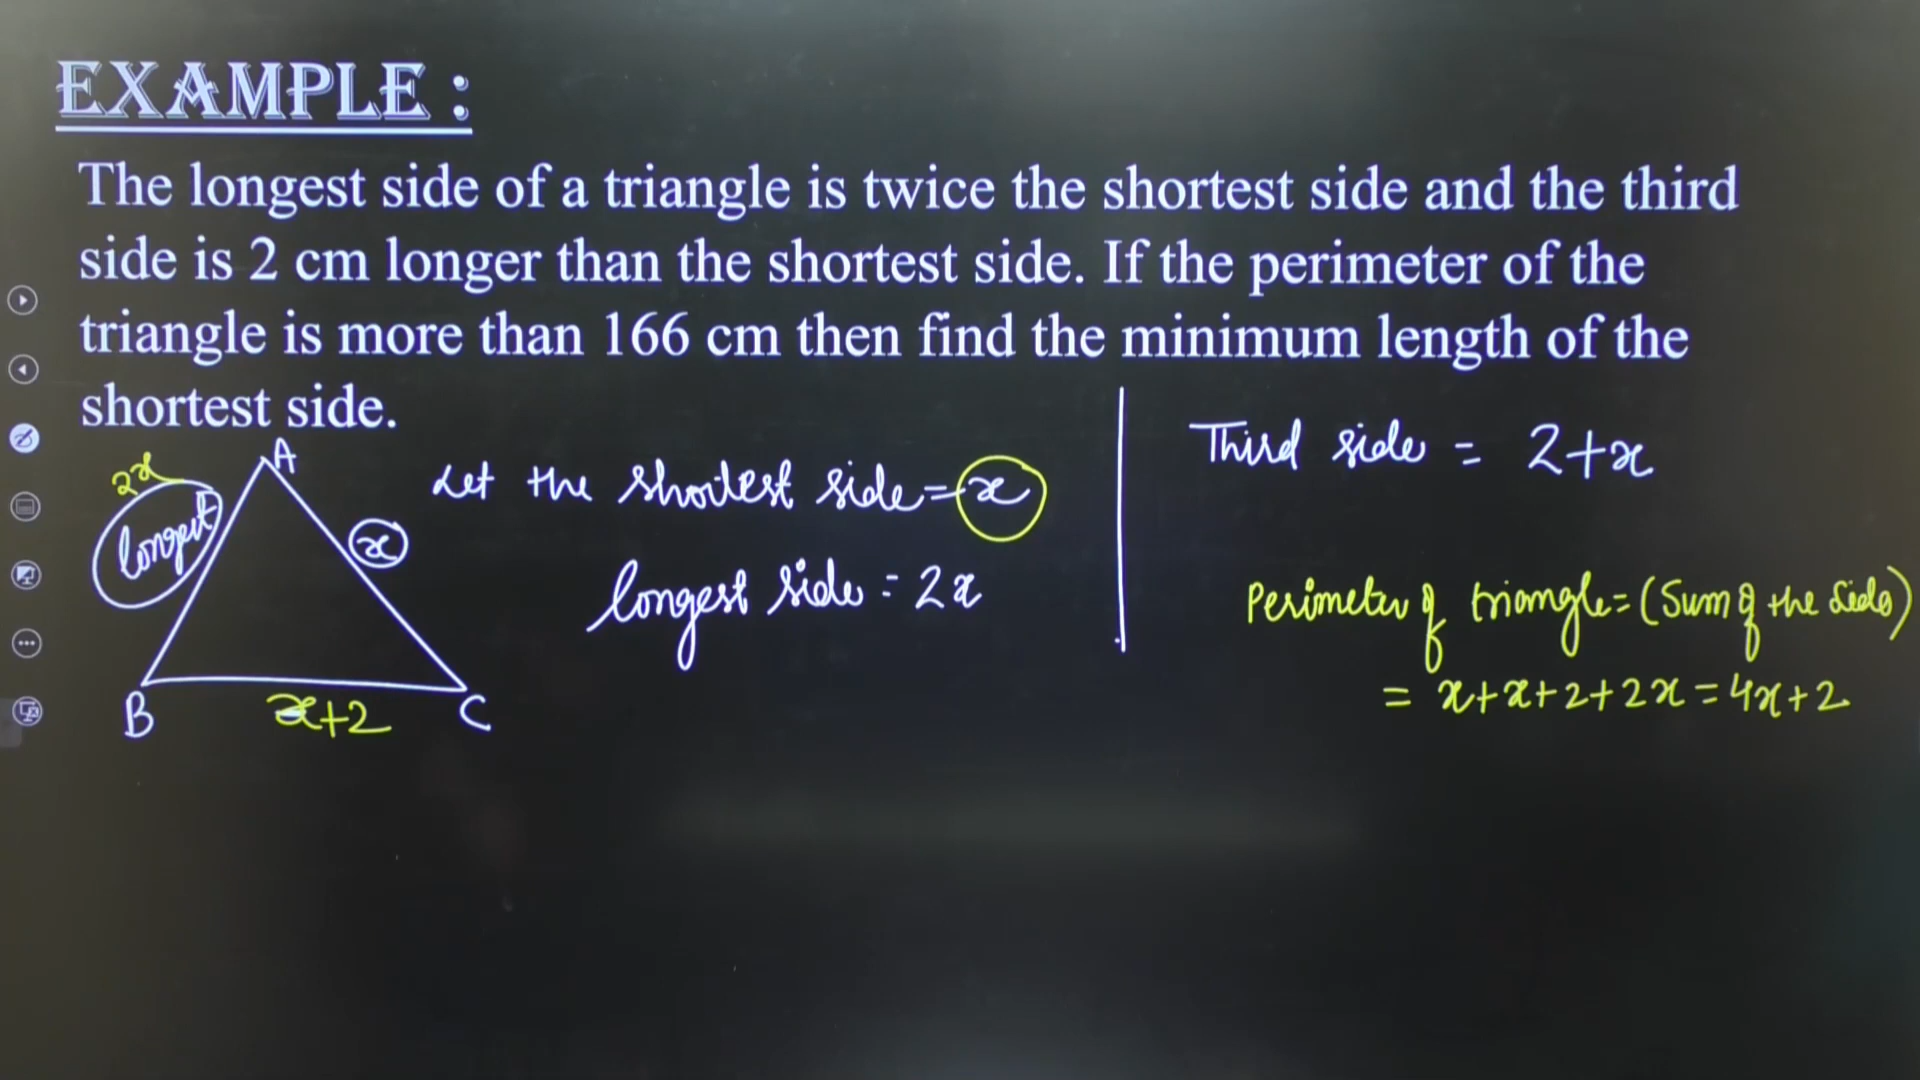 EXAMPLE :
The longest side of a triangle is twice the shortest side and the third
side is 2 cm longer than the shortest side. If the perimeter of the
triangle is more than 166 cm then find the minimum length of the
shortest side.
A
2x
longest
x
B
x+2
C
Let the shortest side = x
longest side = 2x
Third side = 2+x
Perimeter of triangle = (Sum of the sides)
= x+x+2+2x = 4x+2